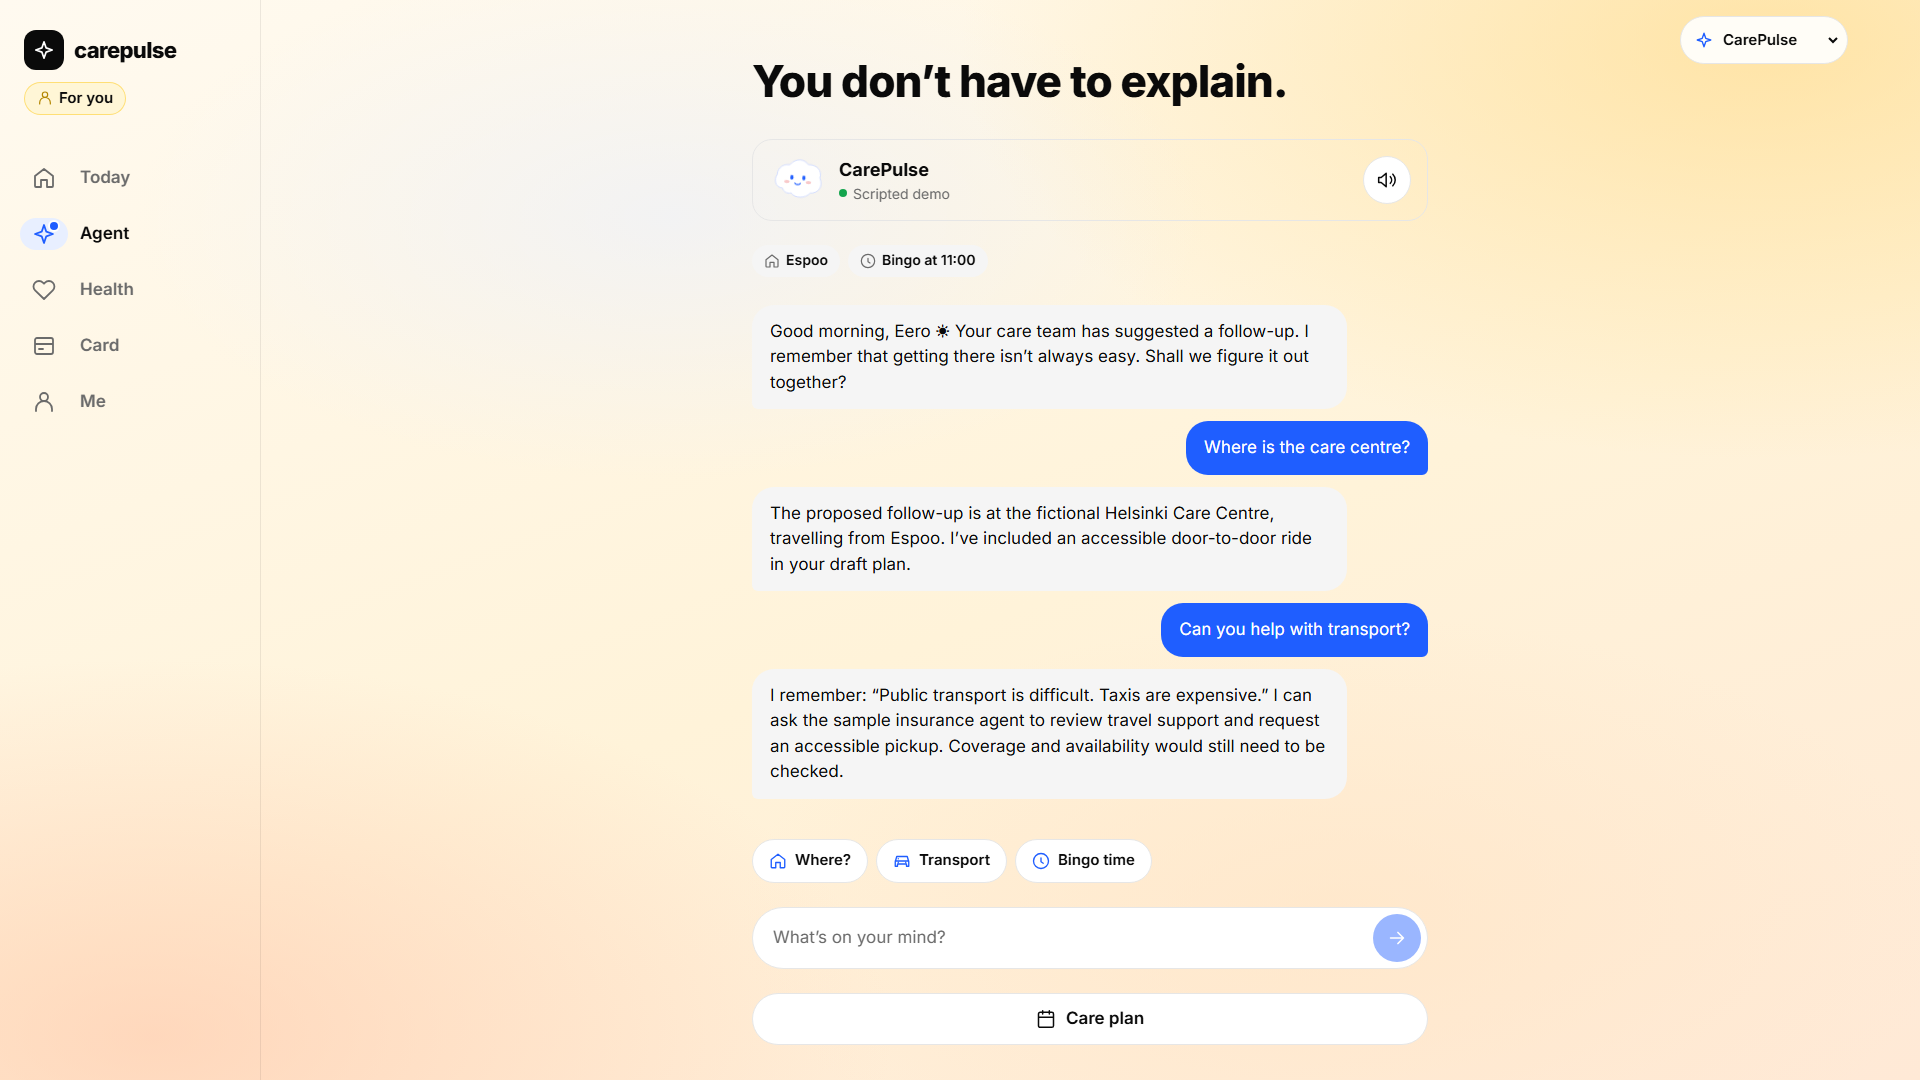 carepulse
For you
Today
Agent
Health
Card
Me
CarePulse
You don’t have to explain.
CarePulse
Scripted demo
Espoo
Bingo at 11:00
Good morning, Eero ☀ Your care team has suggested a follow-up. I
remember that getting there isn’t always easy. Shall we figure it out
together?
Where is the care centre?
The proposed follow-up is at the fictional Helsinki Care Centre,
travelling from Espoo. I’ve included an accessible door-to-door ride
in your draft plan.
Can you help with transport?
I remember: “Public transport is difficult. Taxis are expensive.” I can
ask the sample insurance agent to review travel support and request
an accessible pickup. Coverage and availability would still need to be
checked.
Where?
Transport
Bingo time
What’s on your mind?
Care plan